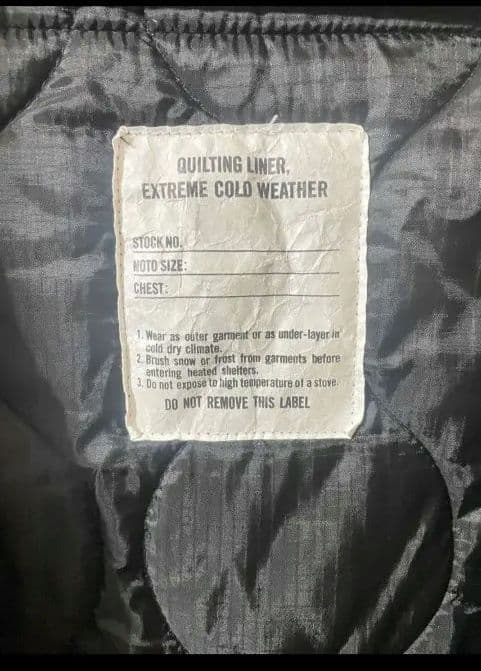 QUILTING LINER,
EXTREME COLD WEATHER
STOCK NO.
NOTO SIZE:
CHEST:
1. Wear as outer garment or as under-layer in
cold dry climate.
2. Brush snow or frost from garments before
entering heated shelters.
3. Do not expose to high temperature of a stove.
DO NOT REMOVE THIS LABEL